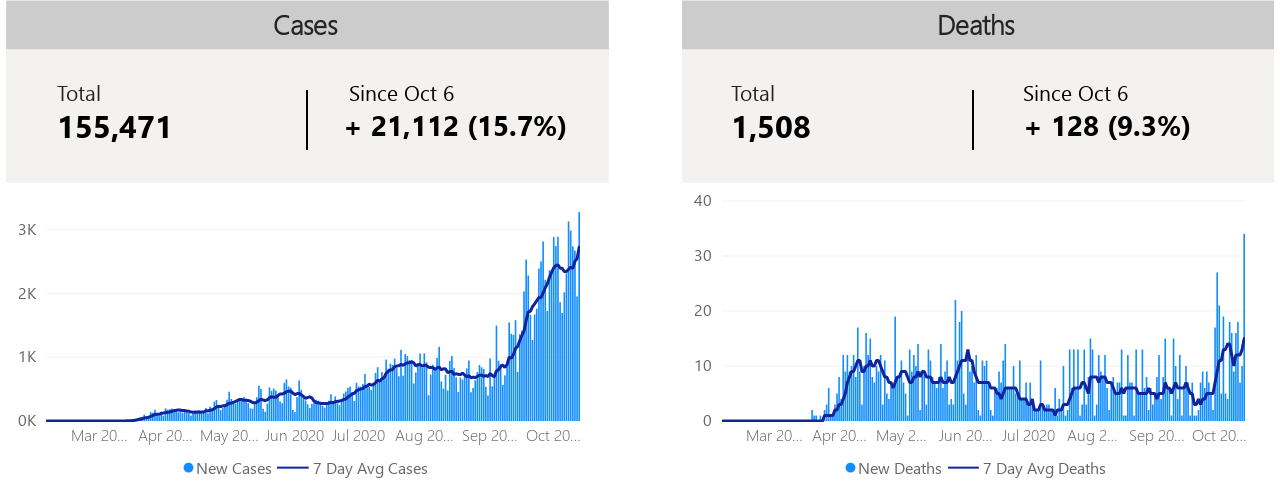 Cases
Total
155,471
Since Oct 6
+ 21,112 (15.7%)
3K
2K
1K
0K
Mar 20... Apr 20... May 20... Jun 2020 Jul 2020 Aug 20... Sep 20... Oct 20...
New Cases 7 Day Avg Cases
Deaths
Total
1,508
Since Oct 6
+ 128 (9.3%)
40
30
20
10
0
Mar 20... Apr 20... May 2... Jun 20... Jul 2020 Aug 2... Sep 20... Oct 20...
New Deaths 7 Day Avg Deaths